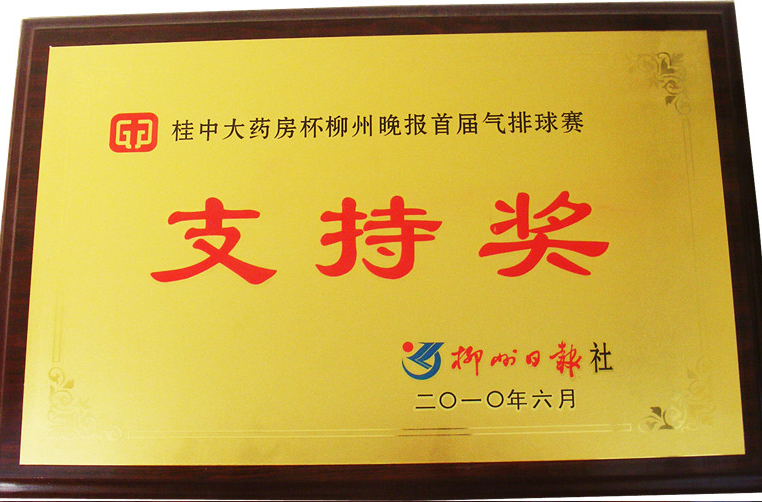 桂中大药房杯柳州晚报首届气排球赛
支持奖
柳州日報社
二〇一〇年六月